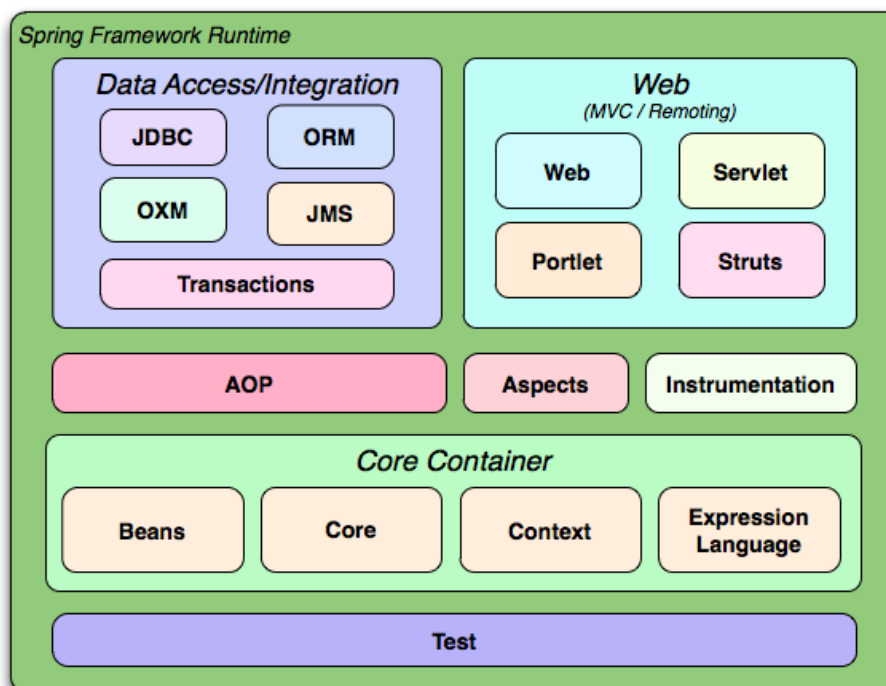 Spring Framework Runtime
Data Access/Integration
JDBC
ORM
OXM
JMS
Transactions
Web
(MVC / Remoting)
Web
Servlet
Portlet
Struts
AOP
Aspects
Instrumentation
Core Container
Beans
Core
Context
Expression
Language
Test